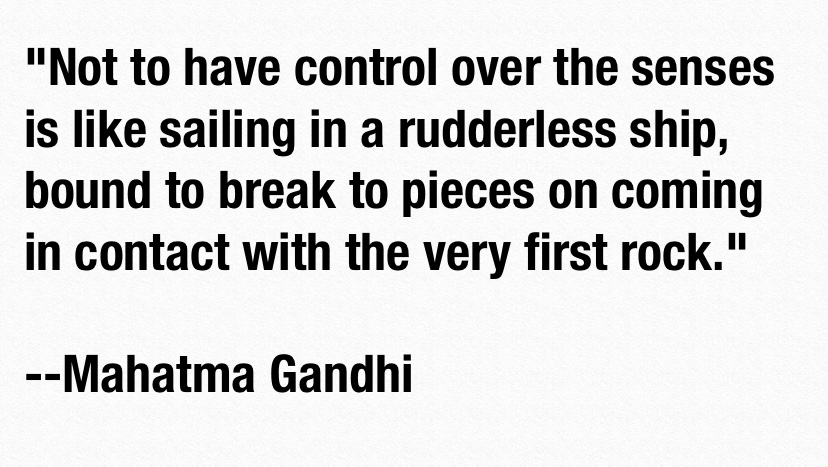 "Not to have control over the senses
is like sailing in a rudderless ship,
bound to break to pieces on coming
in contact with the very first rock."
--Mahatma Gandhi